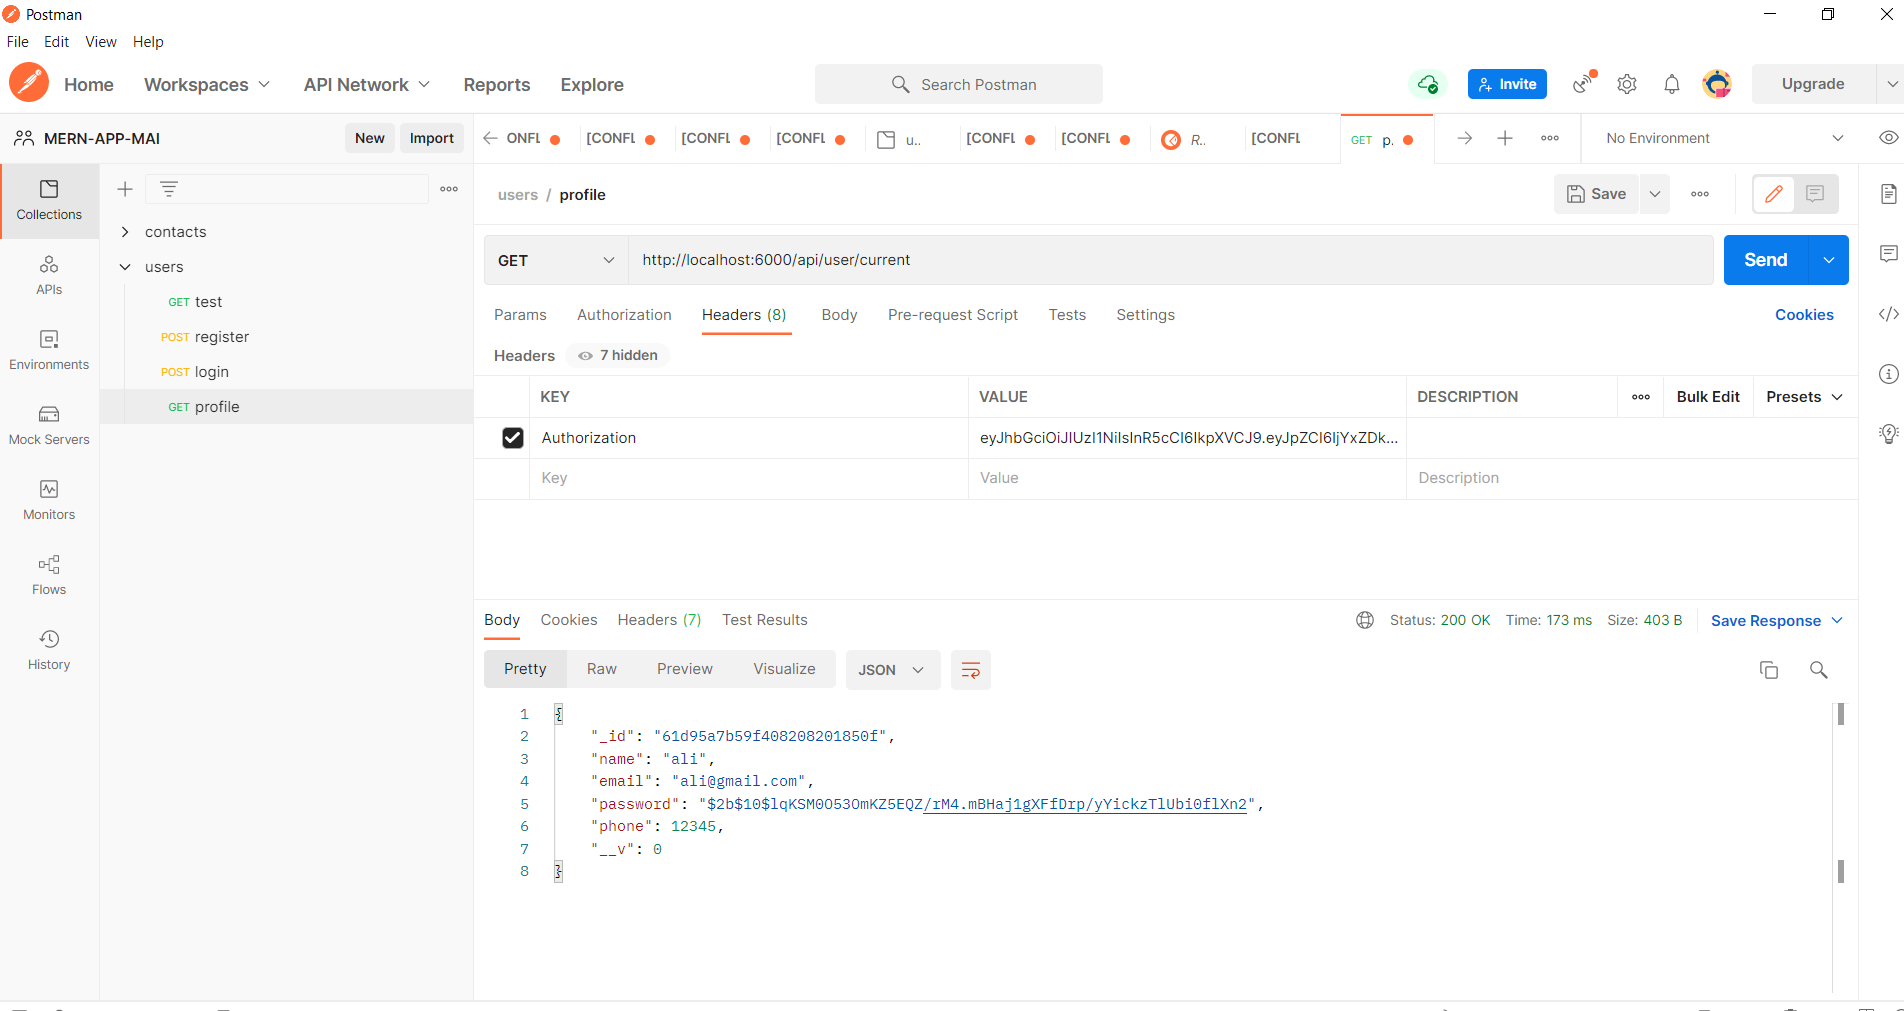 Postman
File Edit View Help
Home Workspaces API Network Reports Explore Search Postman Invite Upgrade
MERN-APP-MAI New Import ONFL [CONFL [CONFL [CONFL u.. [CONFL [CONFL R.. [CONFL GET p. No Environment
Collections
APIs
Environments
Mock Servers
Monitors
Flows
History
contacts
users
GET test
POST register
POST login
GET profile
users / profile Save
GET http://localhost:6000/api/user/current Send
Params Authorization Headers (8) Body Pre-request Script Tests Settings Cookies
Headers 7 hidden
KEY VALUE DESCRIPTION Bulk Edit Presets
Authorization eyJhbGciOiJIUzI1NiIsInR5cCI6IkpXVCJ9.eyJpZCI6IjYxZDk...
Key Value Description
Body Cookies Headers (7) Test Results Status: 200 OK Time: 173 ms Size: 403 B Save Response
Pretty Raw Preview Visualize JSON
1 {
2 "_id": "61d95a7b59f408208201850f",
3 "name": "ali",
4 "email": "ali@gmail.com",
5 "password": "$2b$10$lqKSM0O53OmKZ5EQZ/rM4.mBHaj1gXFfDrp/yYickzTlUbi0flXn2",
6 "phone": 12345,
7 "__v": 0
8 }